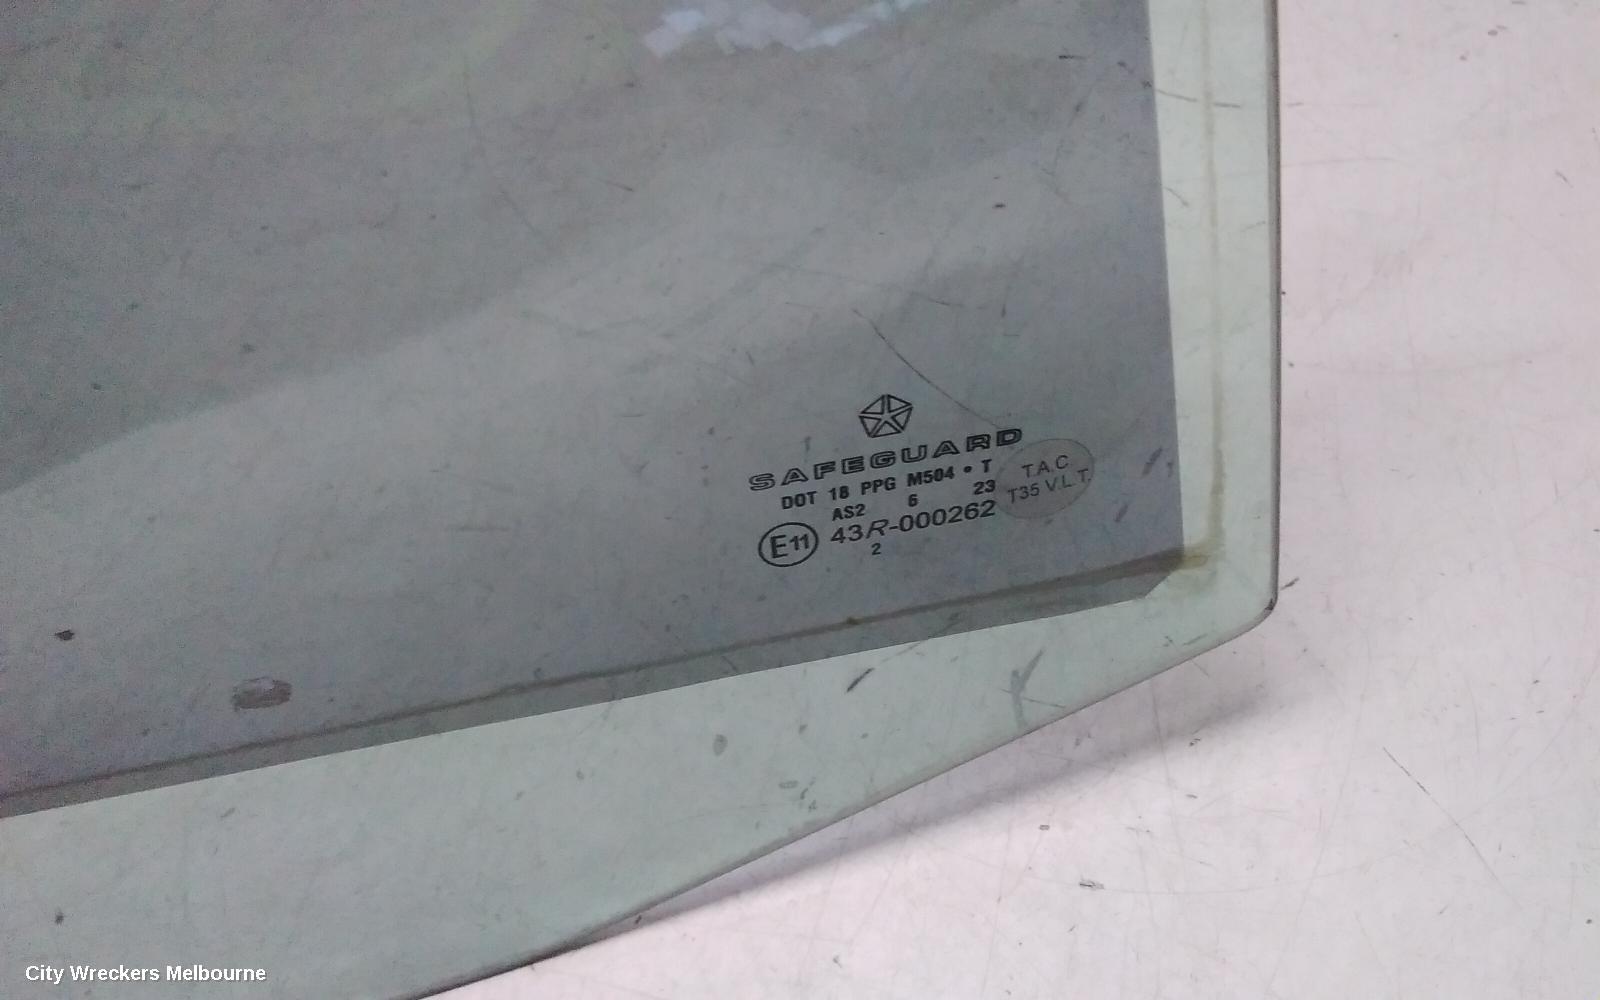 SAFEGUARD
DOT 18 PPG M504 • T
AS2 6 23
E11 43R-000262
2
T.A.C
T35 V.L.T.
City Wreckers Melbourne